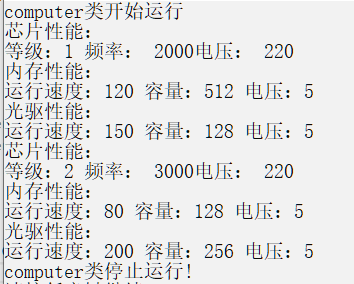 computer类开始运行
芯片性能：
等级：1 频率： 2000电压： 220
内存性能：
运行速度：120 容量：512 电压：5
光驱性能：
运行速度：150 容量：128 电压：5
芯片性能：
等级：2 频率： 3000电压： 220
内存性能：
运行速度：80 容量：128 电压：5
光驱性能：
运行速度：200 容量：256 电压：5
computer类停止运行！